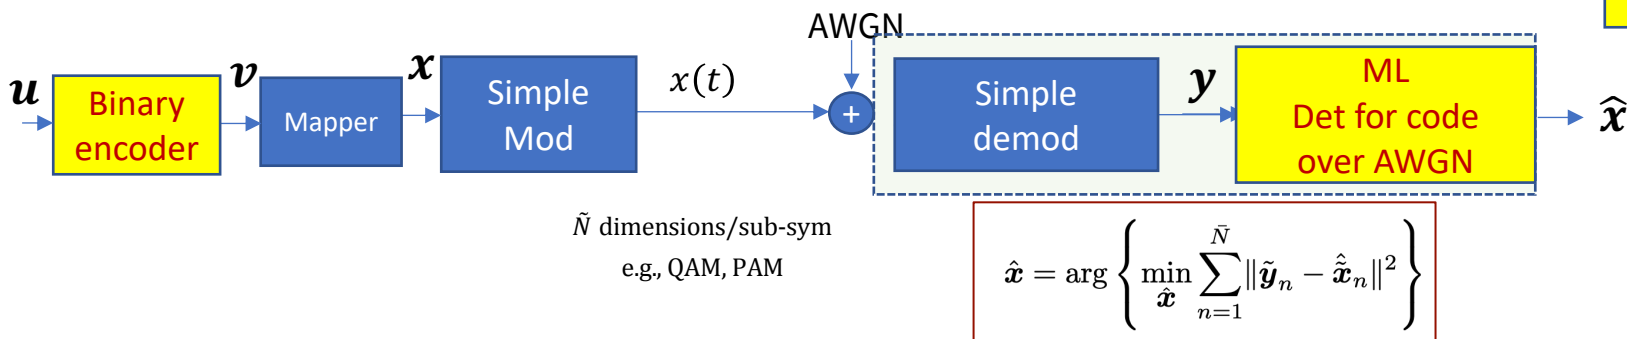 AWGN
u
Binary
encoder
v
Mapper
x
Simple
Mod
x(t)
+
Simple
demod
y
ML
Det for code
over AWGN
x̂
Ñ dimensions/sub-sym
e.g., QAM, PAM
x̂ = arg { min_x̂ ∑_{n=1}^{N̄} ‖ỹ_n − x̃̂_n‖² }